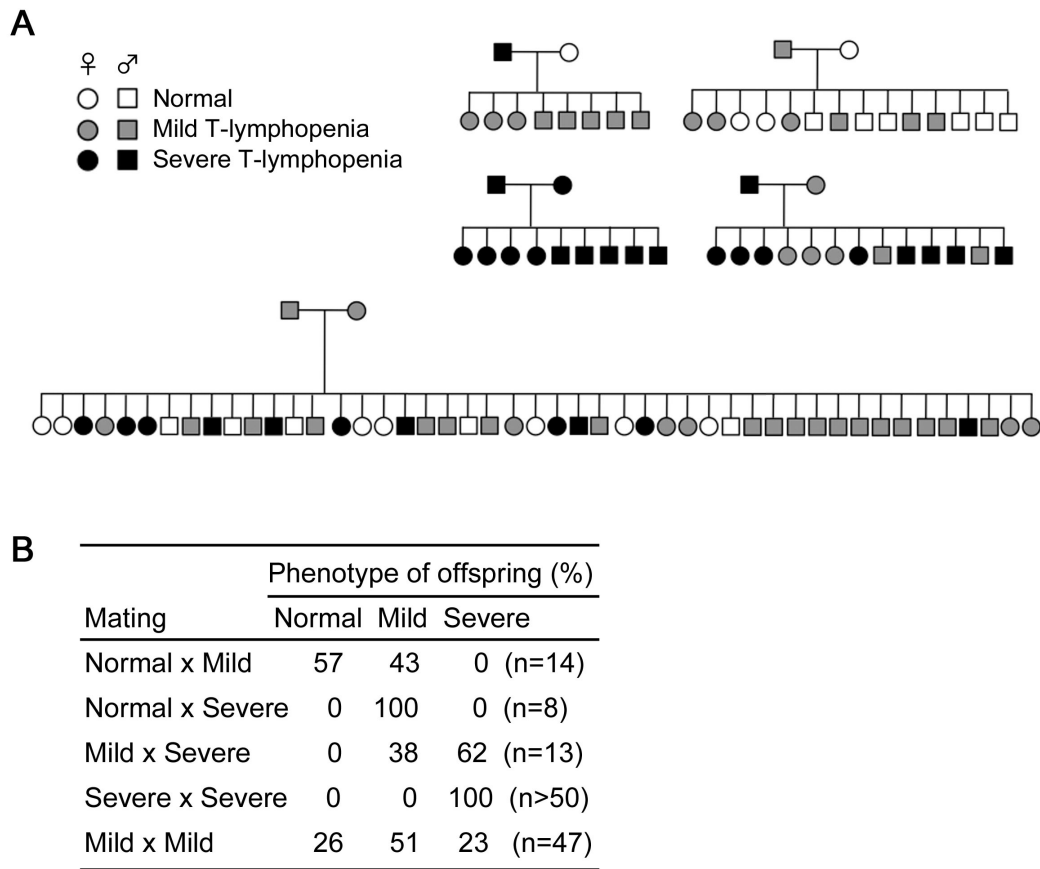 A
♀ ♂
Normal
Mild T-lymphopenia
Severe T-lymphopenia
B
Phenotype of offspring (%)
Mating Normal Mild Severe
Normal x Mild 57 43 0 (n=14)
Normal x Severe 0 100 0 (n=8)
Mild x Severe 0 38 62 (n=13)
Severe x Severe 0 0 100 (n>50)
Mild x Mild 26 51 23 (n=47)